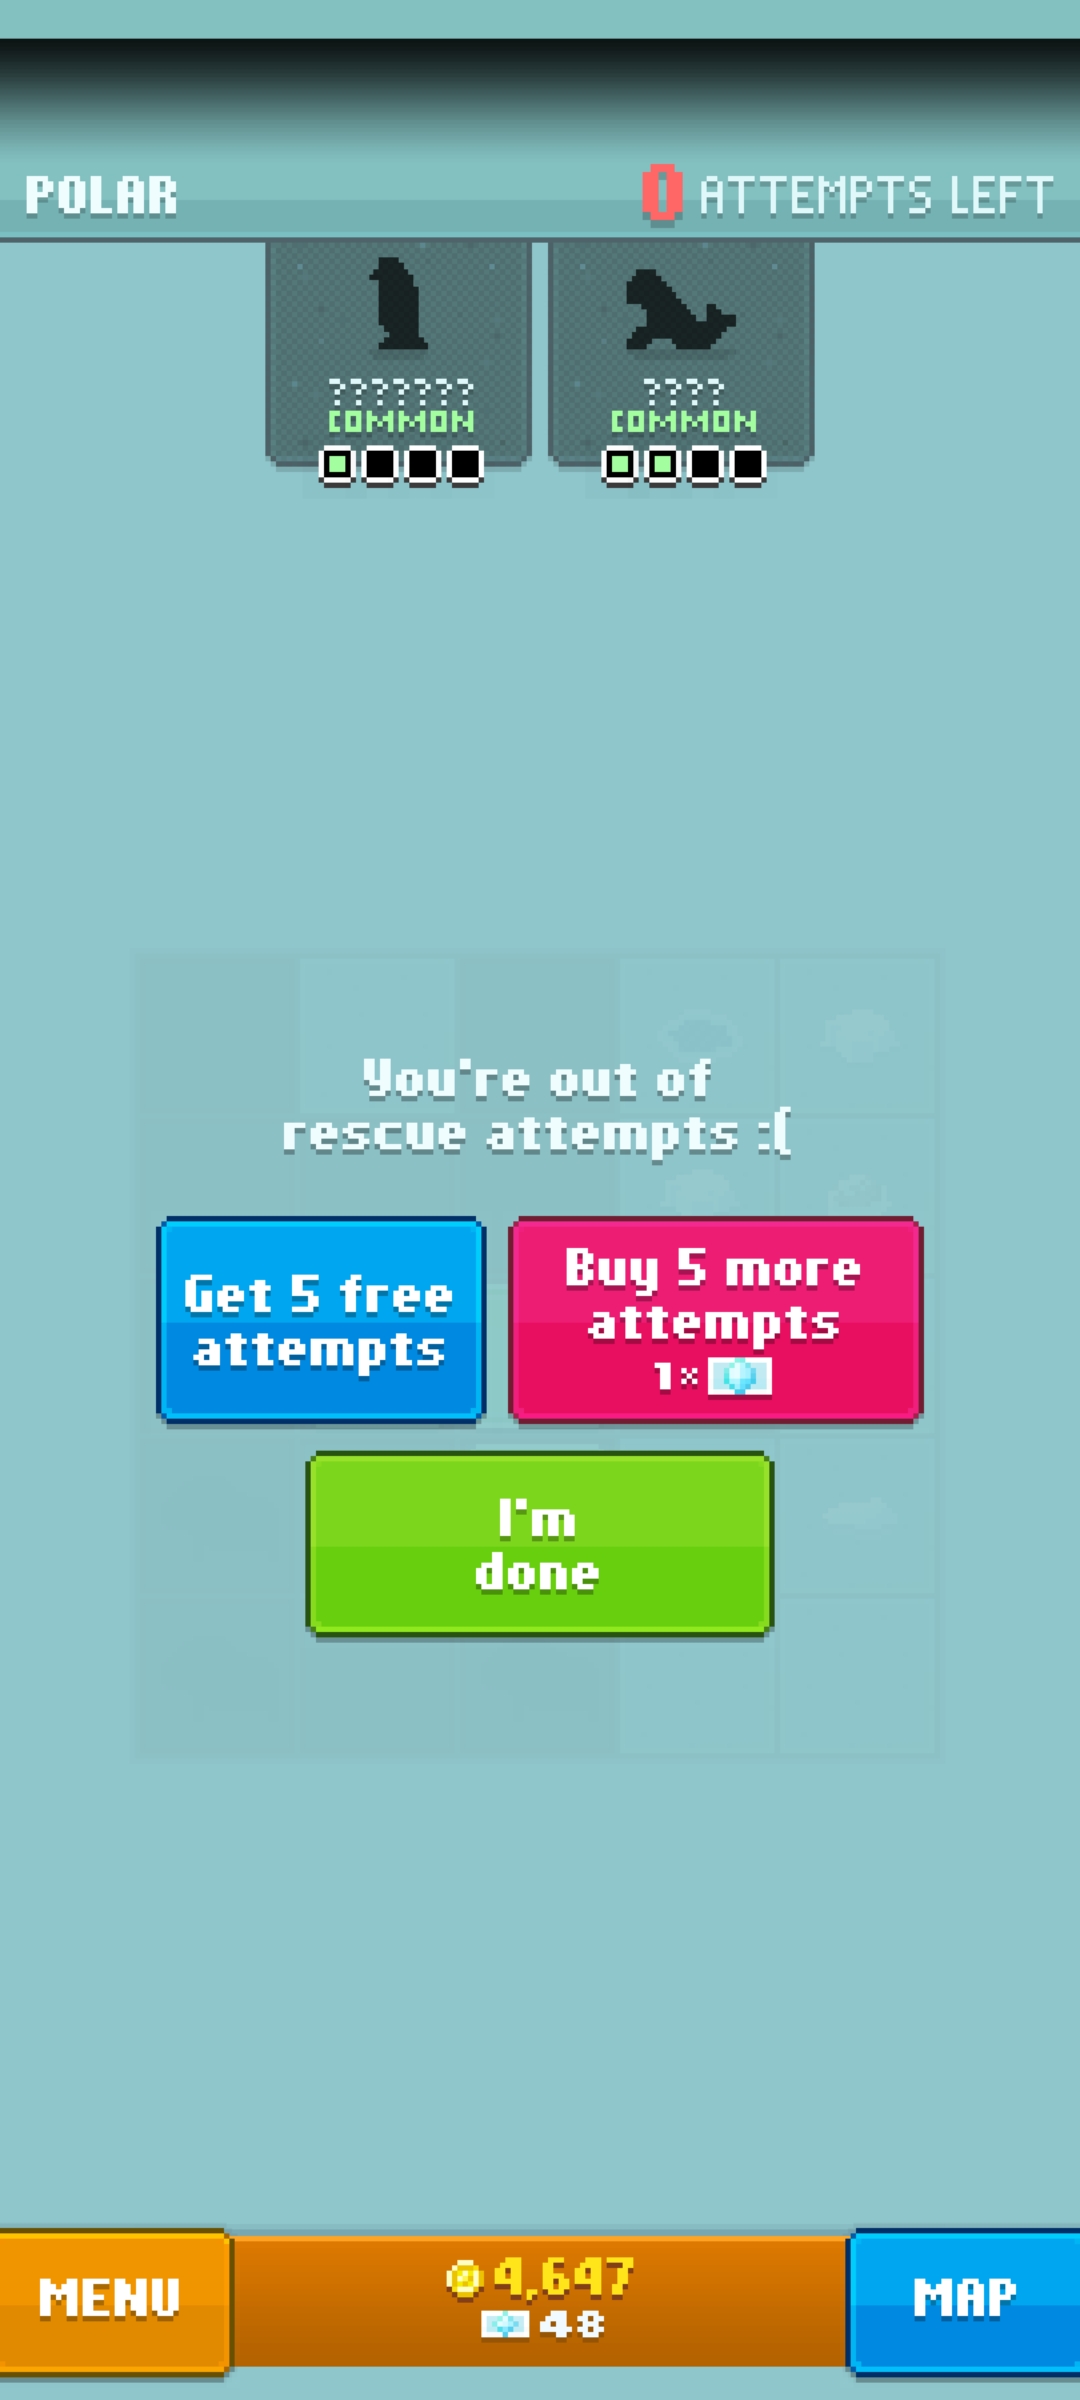 POLAR
0 ATTEMPTS LEFT
???????
COMMON
????
COMMON
You're out of
rescue attempts :(
Get 5 free
attempts
Buy 5 more
attempts
1×
I'm
done
MENU
4,647
48
MAP